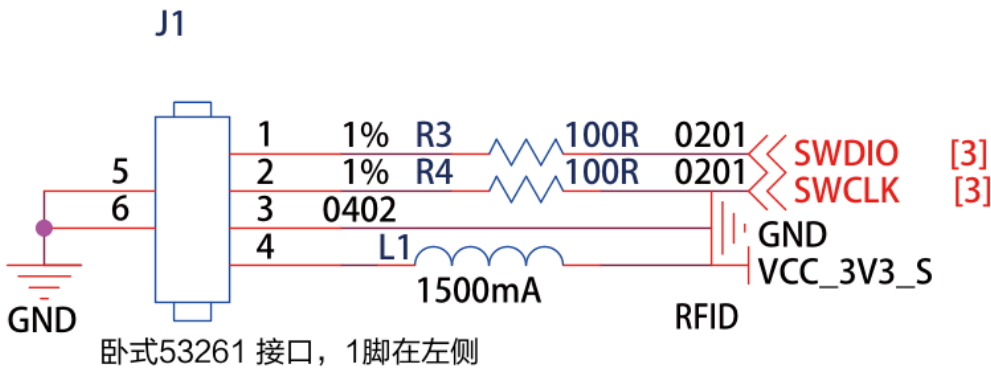 J1
1 1% R3 100R 0201 SWDIO [3]
5 2 1% R4 100R 0201 SWCLK [3]
6 3 0402 GND
4 L1 VCC_3V3_S
1500mA
GND RFID
卧式53261 接口，1脚在左侧